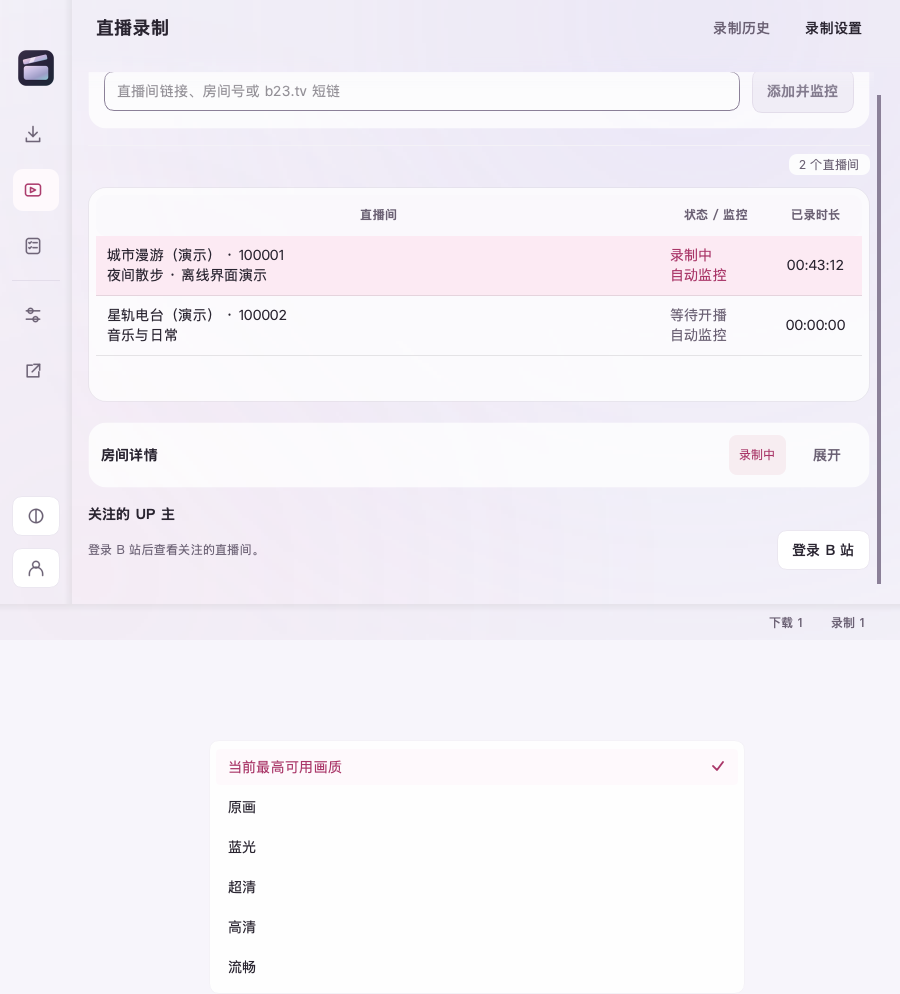 直播录制
录制历史
录制设置
直播间链接、房间号或 b23.tv 短链
添加并监控
2 个直播间
直播间
状态 / 监控
已录时长
城市漫游（演示） · 100001
夜间散步 · 离线界面演示
录制中
自动监控
00:43:12
星轨电台（演示） · 100002
音乐与日常
等待开播
自动监控
00:00:00
房间详情
录制中
展开
关注的 UP 主
登录 B 站后查看关注的直播间。
登录 B 站
下载 1
录制 1
当前最高可用画质
原画
蓝光
超清
高清
流畅